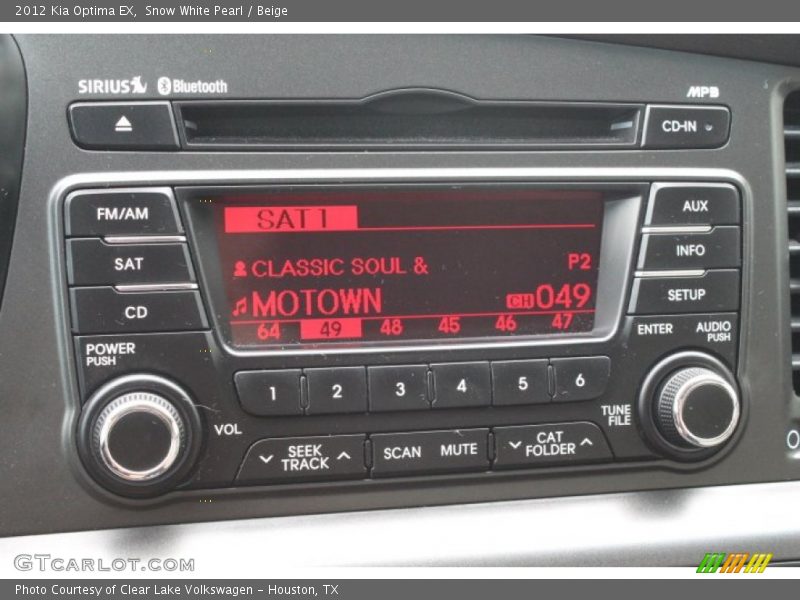 2012 Kia Optima EX, Snow White Pearl / Beige
SIRIUS Bluetooth MP3
CD-IN
FM/AM SAT1 AUX
SAT CLASSIC SOUL & P2 INFO
CD MOTOWN CH 049 SETUP
64 49 48 45 46 47
POWER PUSH ENTER AUDIO PUSH
1 2 3 4 5 6
VOL TUNE FILE
SEEK TRACK SCAN MUTE CAT FOLDER
GTCARLOT.COM
Photo Courtesy of Clear Lake Volkswagen – Houston, TX